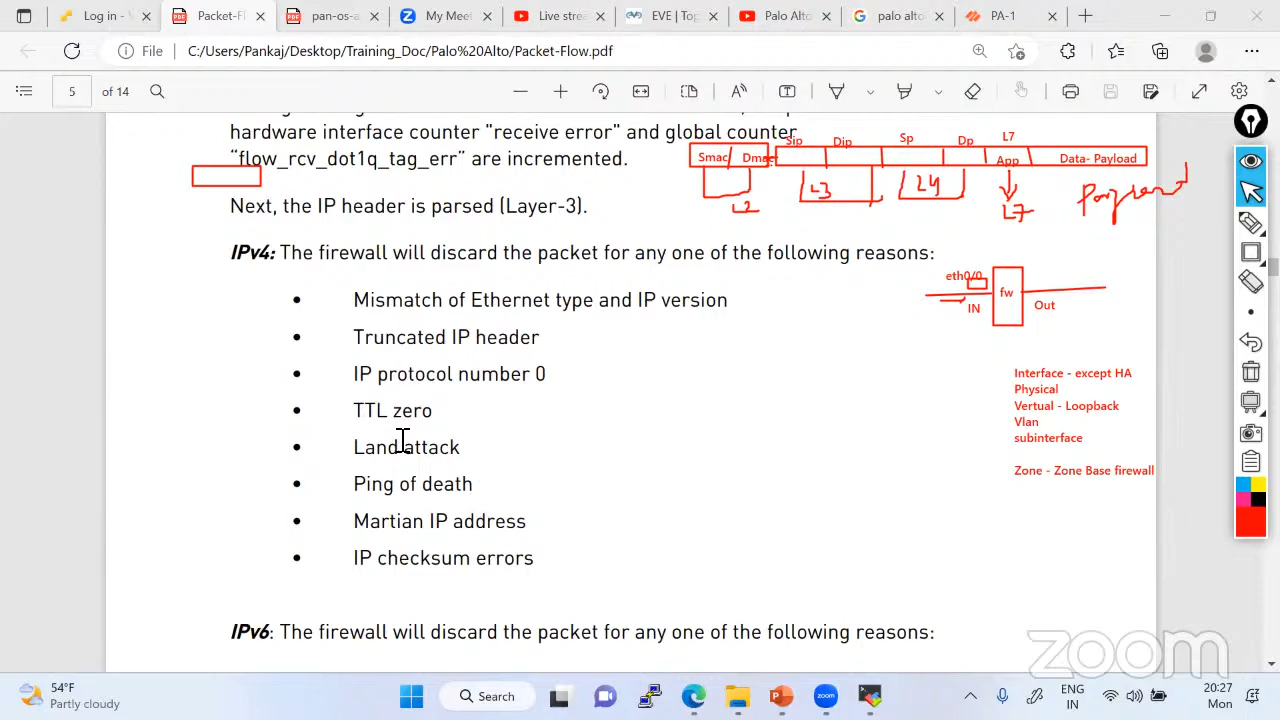 Log in - W
Packet-Fl
pan-os-a
My Meet
Live strea
EVE | Top
Palo Alto
palo alto
PA-1
File
C:/Users/Pankaj/Desktop/Training_Doc/Palo%20Alto/Packet-Flow.pdf
5 of 14
hardware interface counter "receive error" and global counter
“flow_rcv_dot1q_tag_err” are incremented.
Sip Dip Sp Dp L7
Smac Dmac App Data- Payload
L3 L4
L2 L7
Next, the IP header is parsed (Layer-3).
IPv4: The firewall will discard the packet for any one of the following reasons:
• Mismatch of Ethernet type and IP version
• Truncated IP header
• IP protocol number 0
• TTL zero
• Land attack
• Ping of death
• Martian IP address
• IP checksum errors
eth0/0
fw
IN Out
Interface - except HA
Physical
Vertual - Loopback
Vlan
subinterface
Zone - Zone Base firewall
IPv6: The firewall will discard the packet for any one of the following reasons:
zoom
54°F
Partly cloudy
Search
zoom
ENG
IN
20:27
Mon